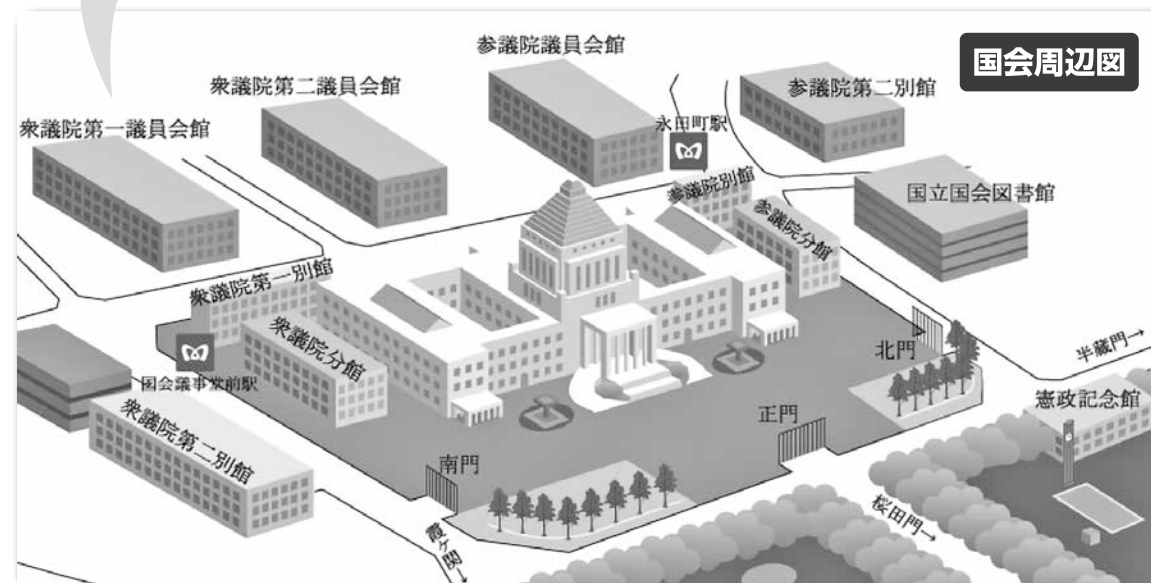 国会周辺図
参議院議員会館
衆議院第二議員会館
参議院第二別館
衆議院第一議員会館
永田町駅
参議院別館
国立国会図書館
参議院分館
衆議院第一別館
衆議院分館
国会議事堂前駅
北門
半蔵門→
憲政記念館
衆議院第二別館
正門
南門
桜田門→
霞ヶ関→